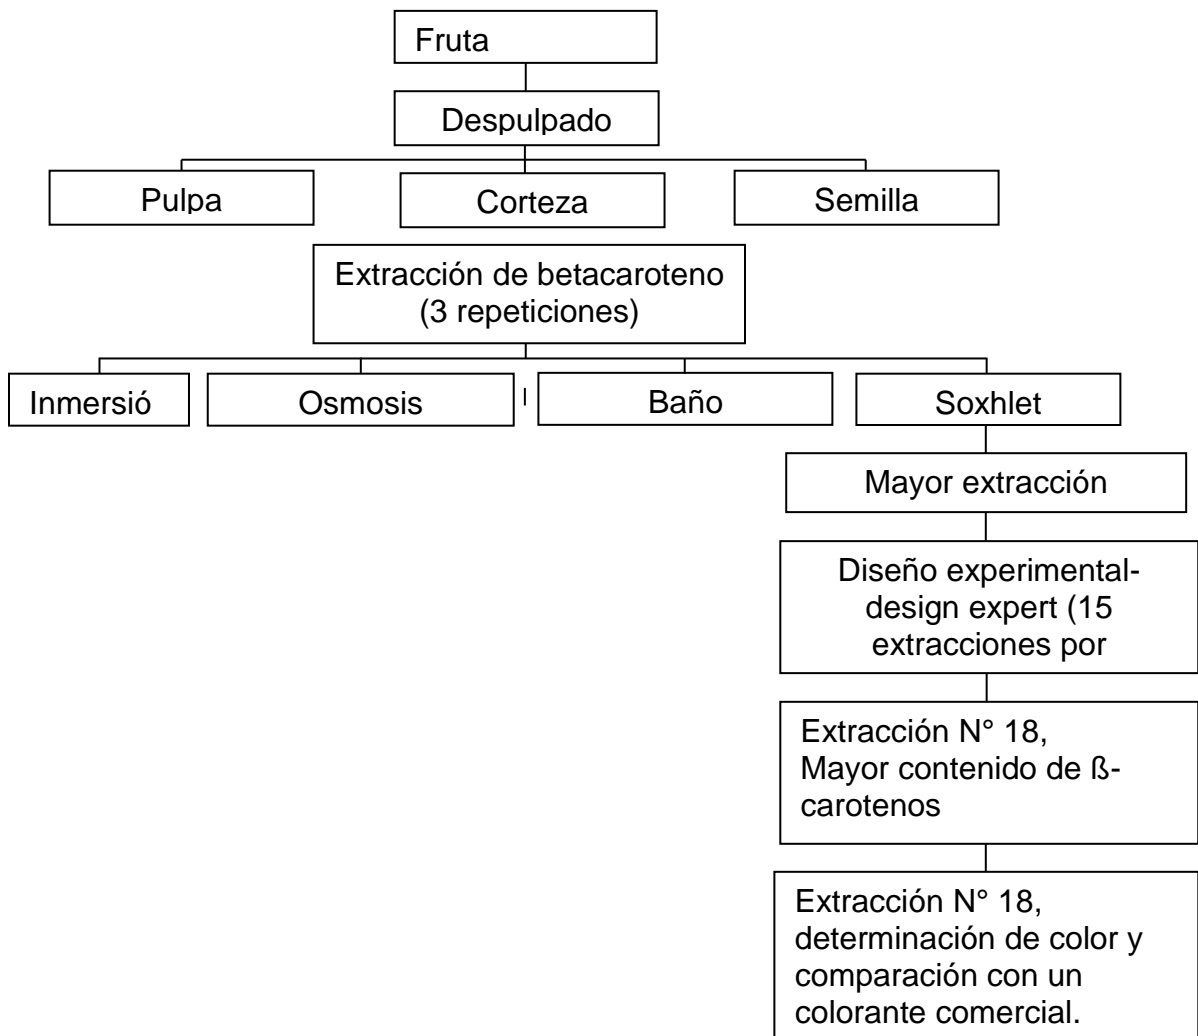 Fruta
Despulpado
Pulpa
Corteza
Semilla
Extracción de betacaroteno
(3 repeticiones)
Inmersió
Osmosis
Baño
Soxhlet
Mayor extracción
Diseño experimental-
design expert (15
extracciones por
Extracción N° 18,
Mayor contenido de ß-
carotenos
Extracción N° 18,
determinación de color y
comparación con un
colorante comercial.